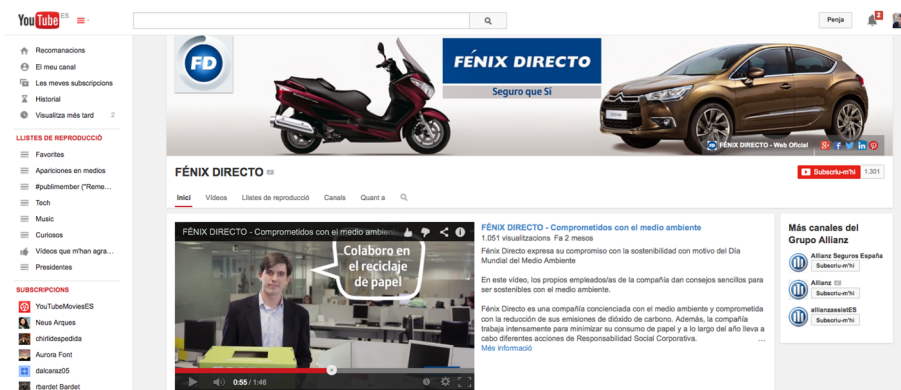 YouTube ES
Penja
2
Recomanacions
El meu canal
Les meves subscripcions
Historial
Visualitza més tard 2
LLISTES DE REPRODUCCIÓ
Favorites
Apariciones en medios
#publimember ("Reme...
Tech
Music
Curiosos
Vídeos que m'han agra...
Presidentes
SUBSCRIPCIONS
YouTubeMoviesES
Neus Arques
chirlidespedida
Aurora Font
dalcaraz05
rbardet Bardet
FD
FÉNIX DIRECTO
Seguro que Sí
FÉNIX DIRECTO - Web Oficial
FÉNIX DIRECTO
Subscriu-m'hi 1.301
Inici Vídeos Llistes de reproducció Canals Quant a
FÉNIX DIRECTO - Comprometidos con el medio ambien
Colaboro en
el reciclaje
de papel
0:55 / 1:46
FÉNIX DIRECTO - Comprometidos con el medio ambiente
1.051 visualitzacions Fa 2 mesos
Fénix Directo expresa su compromiso con la sostenibilidad con motivo del Día
Mundial del Medio Ambiente
En este vídeo, los propios empleados/as de la compañía dan consejos sencillos para
ser sostenibles con el medio ambiente.
Fénix Directo es una compañía concienciada con el medio ambiente y comprometida
con la reducción de sus emisiones de dióxido de carbono. Además, la compañía
trabaja intensamente para minimizar su consumo de papel y a lo largo del año lleva a
cabo diferentes acciones de Responsabilidad Social Corporativa. ...
Més informació
Más canales del
Grupo Allianz
Allianz Seguros España
Subscriu-m'hi
Allianz
Subscriu-m'hi
allianzassistES
Subscriu-m'hi